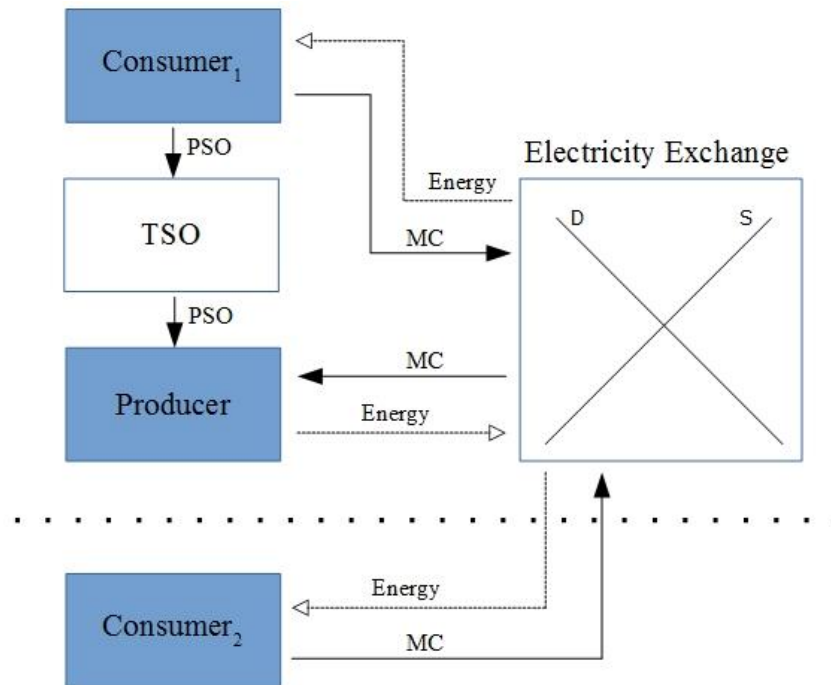 Consumer₁
PSO
Electricity Exchange
Energy
TSO
D
S
MC
PSO
MC
Producer
Energy
Energy
Consumer₂
MC